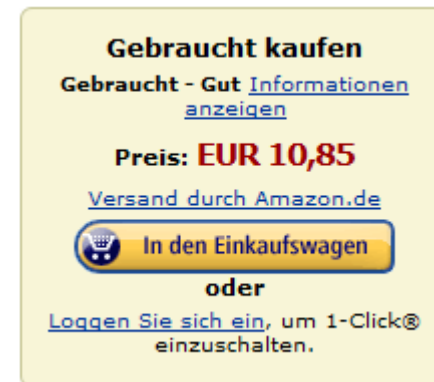 Gebraucht kaufen
Gebraucht - Gut Informationen
anzeigen
Preis: EUR 10,85
Versand durch Amazon.de
In den Einkaufswagen
oder
Loggen Sie sich ein, um 1-Click®
einzuschalten.